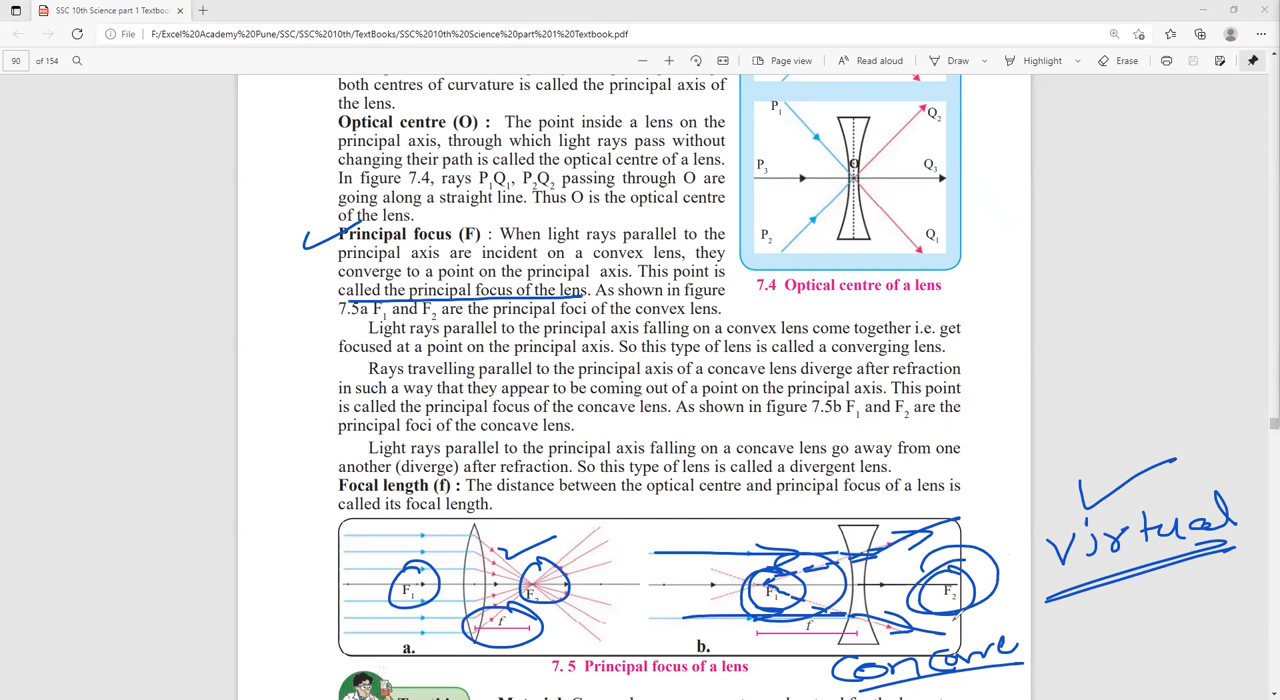 SSC 10th Science part 1 Textboo
File F:/Excel%20Academy%20Pune/SSC/SSC%2010th/TextBooks/SSC%2010th%20Science%20part%201%20Textbook.pdf
90 of 154 Page view Read aloud Draw Highlight Erase
both centres of curvature is called the principal axis of
the lens.
Optical centre (O) : The point inside a lens on the
principal axis, through which light rays pass without
changing their path is called the optical centre of a lens.
In figure 7.4, rays P1Q1, P2Q2 passing through O are
going along a straight line. Thus O is the optical centre
of the lens.
Principal focus (F) : When light rays parallel to the
principal axis are incident on a convex lens, they
converge to a point on the principal axis. This point is
called the principal focus of the lens. As shown in figure
7.5a F1 and F2 are the principal foci of the convex lens.
P1
Q2
O
P3
Q3
P2
Q1
7.4 Optical centre of a lens
Light rays parallel to the principal axis falling on a convex lens come together i.e. get
focused at a point on the principal axis. So this type of lens is called a converging lens.
Rays travelling parallel to the principal axis of a concave lens diverge after refraction
in such a way that they appear to be coming out of a point on the principal axis. This point
is called the principal focus of the concave lens. As shown in figure 7.5b F1 and F2 are the
principal foci of the concave lens.
Light rays parallel to the principal axis falling on a concave lens go away from one
another (diverge) after refraction. So this type of lens is called a divergent lens.
Focal length (f) : The distance between the optical centre and principal focus of a lens is
called its focal length.
virtual
F1
F2
F1
F2
f
f
a.
b.
concave
7. 5 Principal focus of a lens